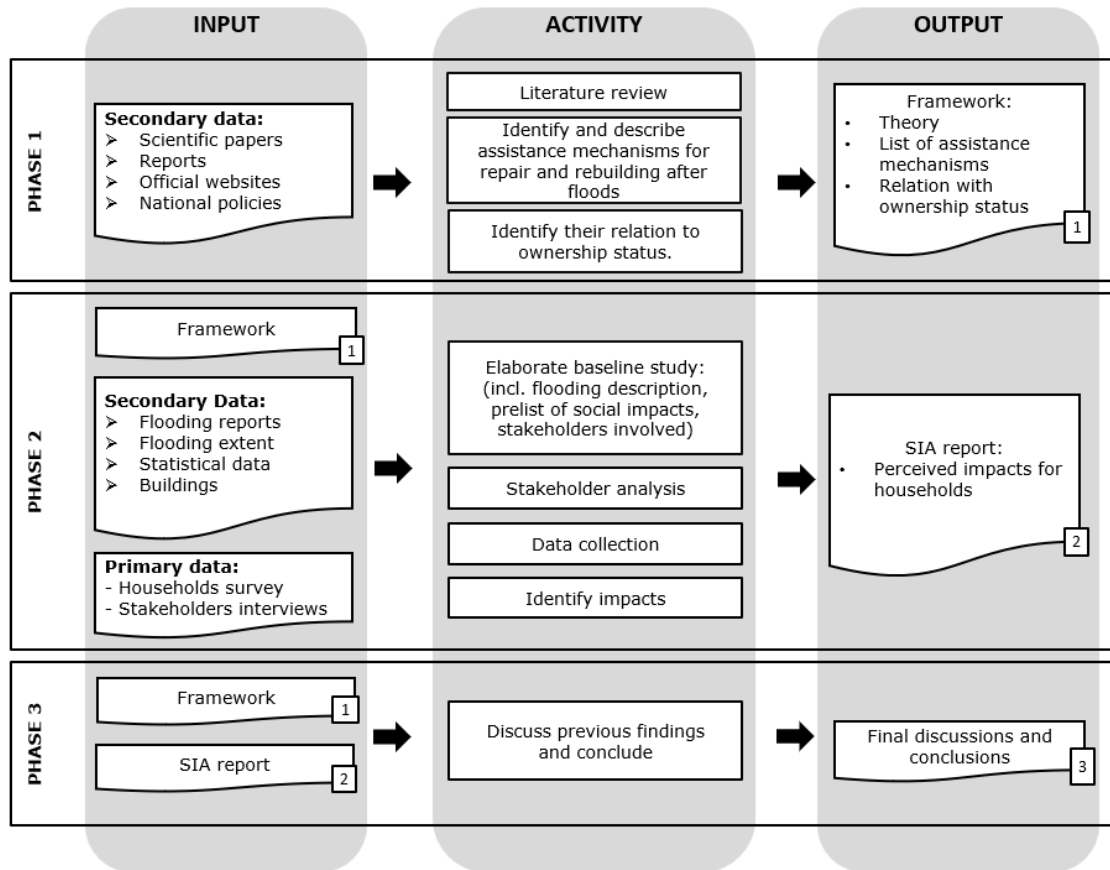 INPUT
ACTIVITY
OUTPUT
PHASE 1
Secondary data:
➢ Scientific papers
➢ Reports
➢ Official websites
➢ National policies
Literature review
Identify and describe
assistance mechanisms for
repair and rebuilding after
floods
Identify their relation to
ownership status.
Framework:
• Theory
• List of assistance
mechanisms
• Relation with
ownership status
1
PHASE 2
Framework
1
Secondary Data:
➢ Flooding reports
➢ Flooding extent
➢ Statistical data
➢ Buildings
Primary data:
- Households survey
- Stakeholders interviews
Elaborate baseline study:
(incl. flooding description,
prelist of social impacts,
stakeholders involved)
Stakeholder analysis
Data collection
Identify impacts
SIA report:
• Perceived impacts for
households
2
PHASE 3
Framework
1
SIA report
2
Discuss previous findings
and conclude
Final discussions and
conclusions
3